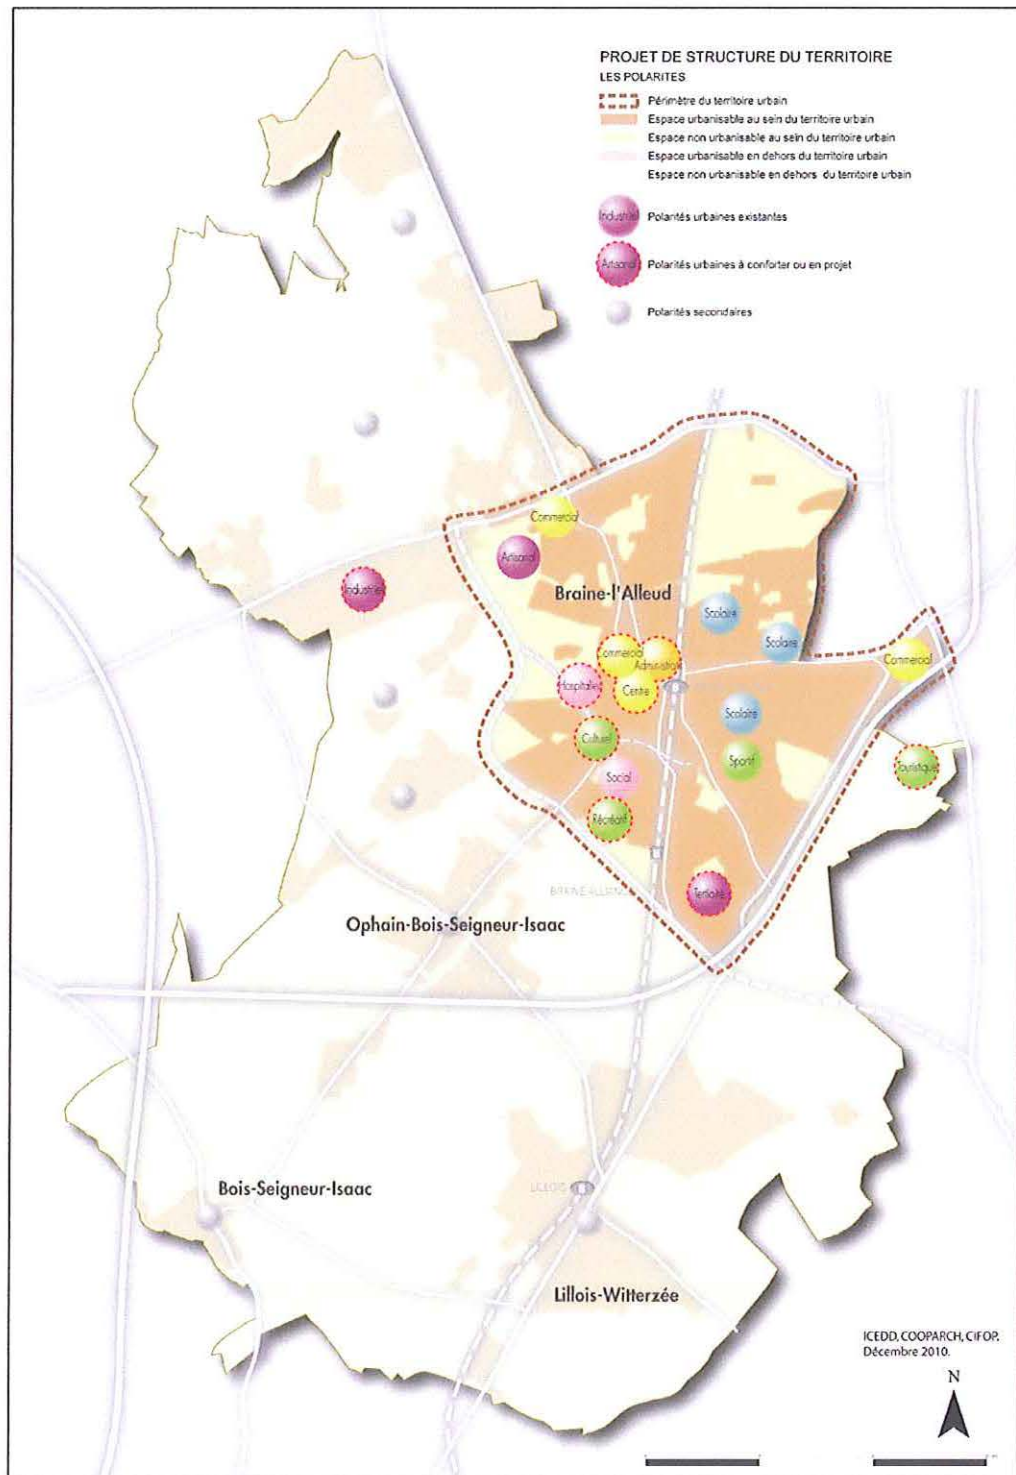 PROJET DE STRUCTURE DU TERRITOIRE
LES POLARITES
Périmètre du territoire urbain
Espace urbanisable au sein du territoire urbain
Espace non urbanisable au sein du territoire urbain
Espace urbanisable en dehors du territoire urbain
Espace non urbanisable en dehors du territoire urbain
Industriel
Polarités urbaines existantes
Artisanal
Polarités urbaines à conforter ou en projet
Polarités secondaires
Commercial
Artisanal
Industriel
Braine-l'Alleud
Scolaire
Scolaire
Commercial
Administratif
Commercial
Hospitalier
Centre
Scolaire
Culturel
Sportif
Touristique
Social
Récréatif
BRAINE ALLIANCE
Tertiaire
Ophain-Bois-Seigneur-Isaac
Bois-Seigneur-Isaac
LILLOIS
Lillois-Witterzée
ICEDD, COOPARCH, CIFOP.
Décembre 2010.
N